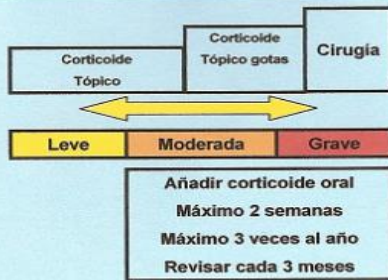 Corticoide
Tópico
Corticoide
Tópico gotas
Cirugía
Leve
Moderada
Grave
Añadir corticoide oral
Máximo 2 semanas
Máximo 3 veces al año
Revisar cada 3 meses